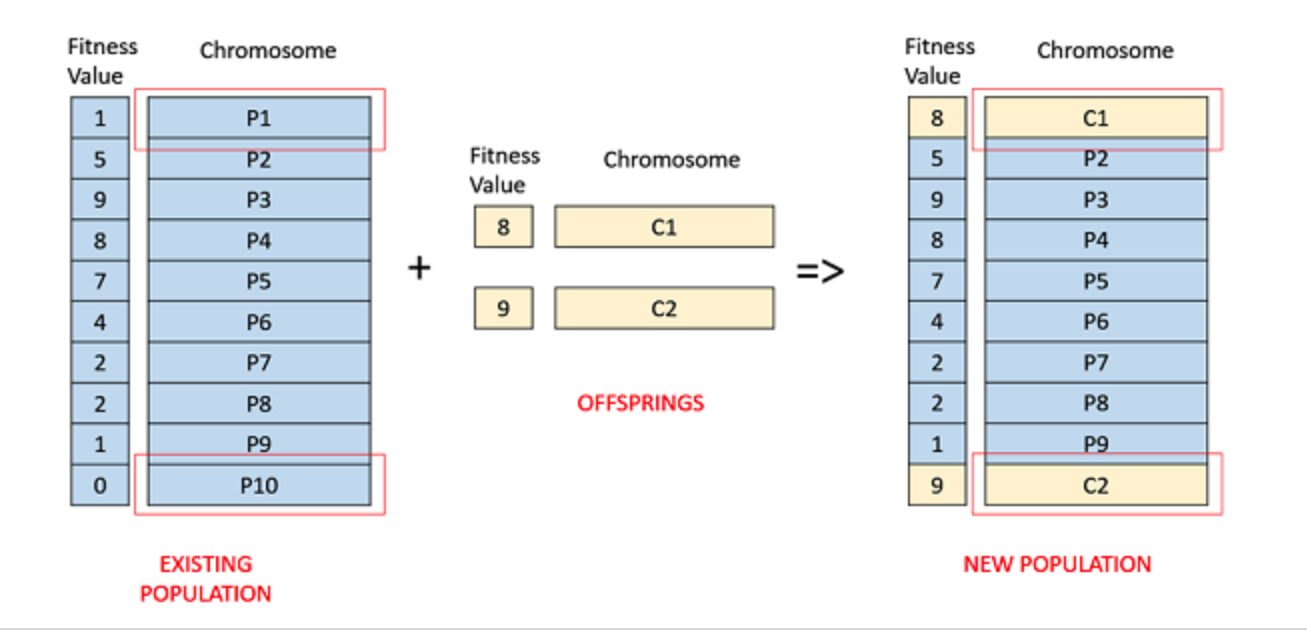 Fitness
Value
Chromosome
1 P1
5 P2
9 P3
8 P4
7 P5
4 P6
2 P7
2 P8
1 P9
0 P10
EXISTING
POPULATION
+
Fitness
Value
Chromosome
8 C1
9 C2
OFFSPRINGS
=>
Fitness
Value
Chromosome
8 C1
5 P2
9 P3
8 P4
7 P5
4 P6
2 P7
2 P8
1 P9
9 C2
NEW POPULATION